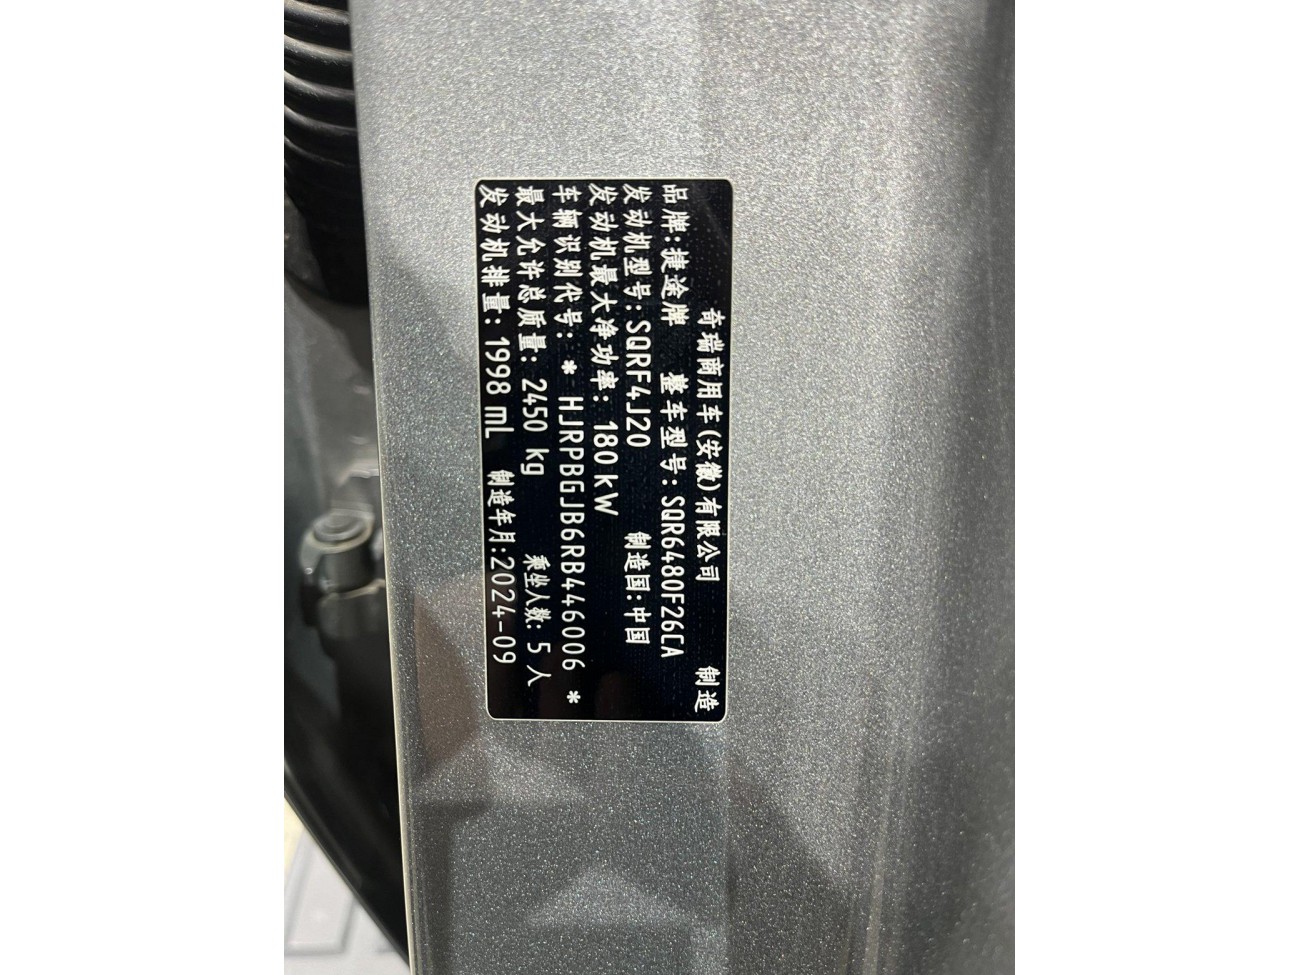 奇瑞商用车(安徽)有限公司 制造
品牌:捷途牌 整车型号:SQR6480F26CA
发动机型号:SQRF4J20 制造国:中国
发动机最大净功率: 180kW
车辆识别代号: * HJRPBGJB6RB446006 *
最大允许总质量: 2450 kg 乘坐人数: 5 人
发动机排量: 1998 mL 制造年月:2024-09